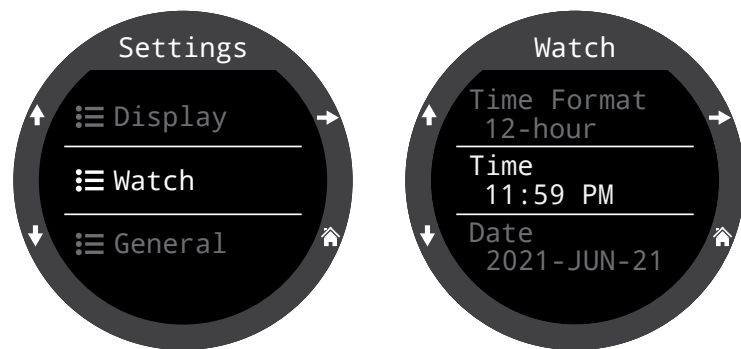 Settings
Display
Watch
General
Watch
Time Format
12-hour
Time
11:59 PM
Date
2021-JUN-21